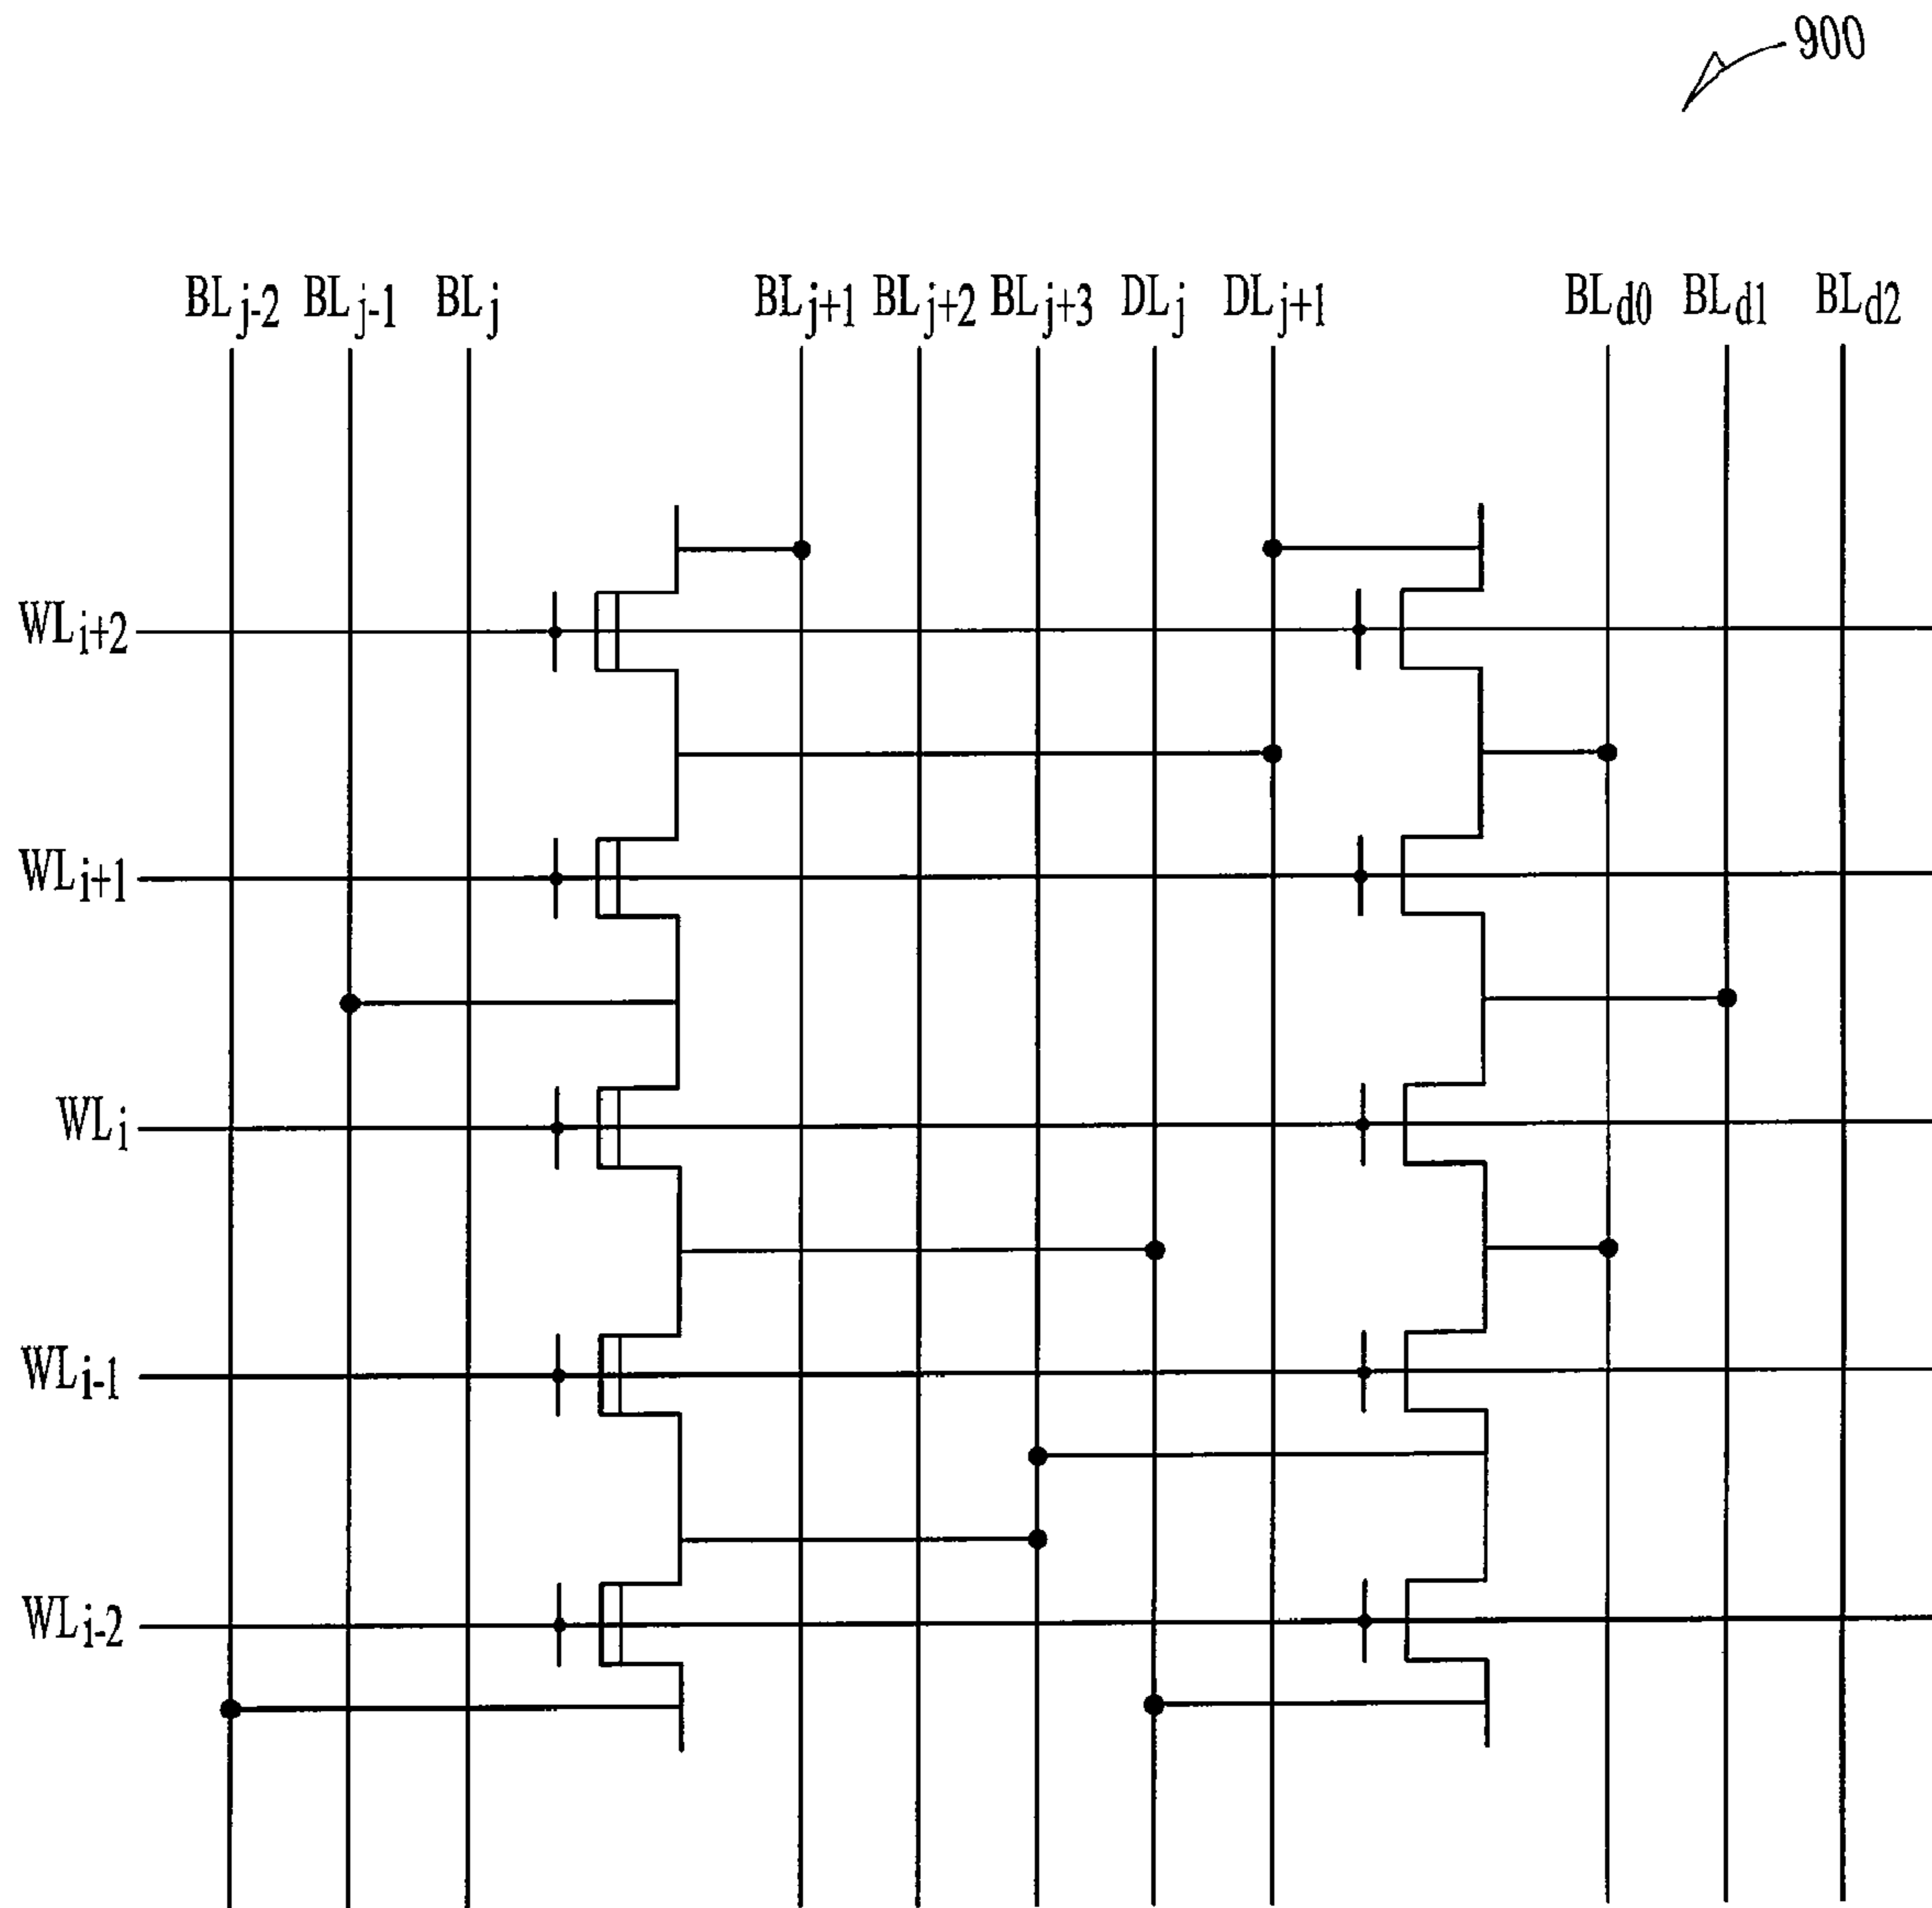 900
BLj-2 BLj-1 BLj BLj+1 BLj+2 BLj+3 DLj DLj+1 BLd0 BLd1 BLd2
WLi+2
WLi+1
WLi
WLi-1
WLi-2